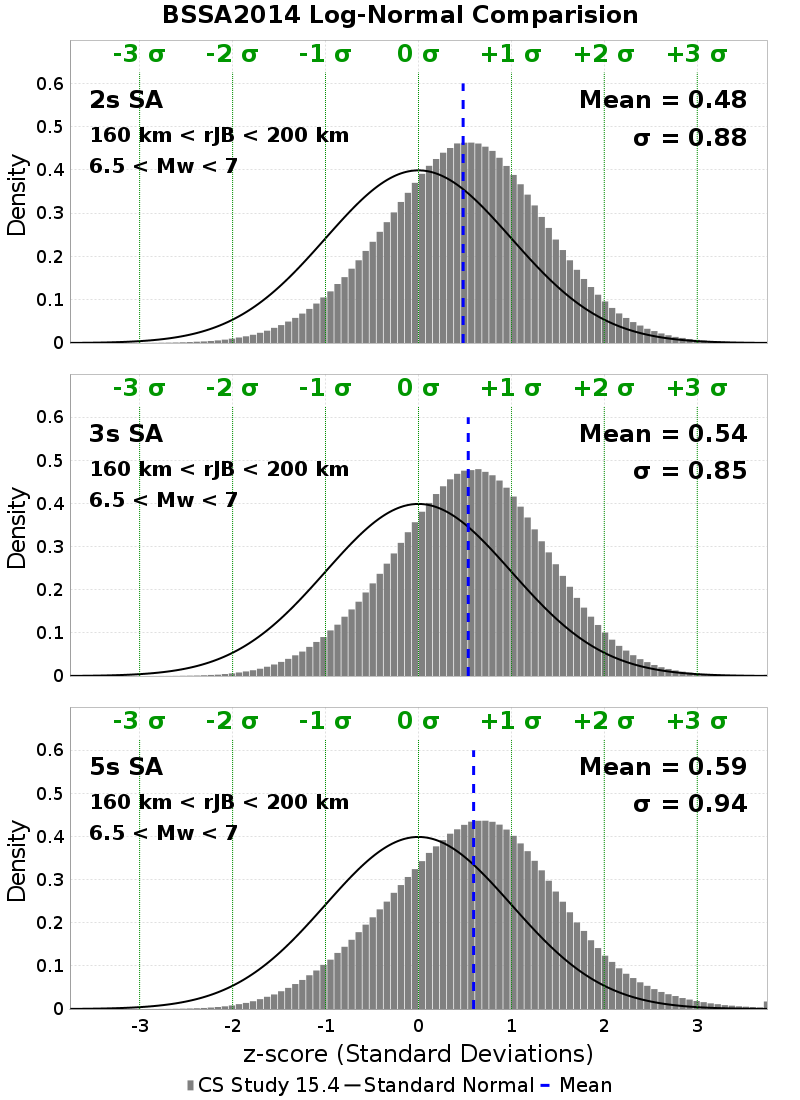 BSSA2014 Log-Normal Comparision
-3 σ -2 σ -1 σ 0 σ +1 σ +2 σ +3 σ
2s SA Mean = 0.48
160 km < rJB < 200 km σ = 0.88
6.5 < Mw < 7
Density
0.6
0.5
0.4
0.3
0.2
0.1
0
-3 σ -2 σ -1 σ 0 σ +1 σ +2 σ +3 σ
3s SA Mean = 0.54
160 km < rJB < 200 km σ = 0.85
6.5 < Mw < 7
Density
0.6
0.5
0.4
0.3
0.2
0.1
0
-3 σ -2 σ -1 σ 0 σ +1 σ +2 σ +3 σ
5s SA Mean = 0.59
160 km < rJB < 200 km σ = 0.94
6.5 < Mw < 7
Density
0.6
0.5
0.4
0.3
0.2
0.1
0
-3 -2 -1 0 1 2 3
z-score (Standard Deviations)
CS Study 15.4 Standard Normal Mean